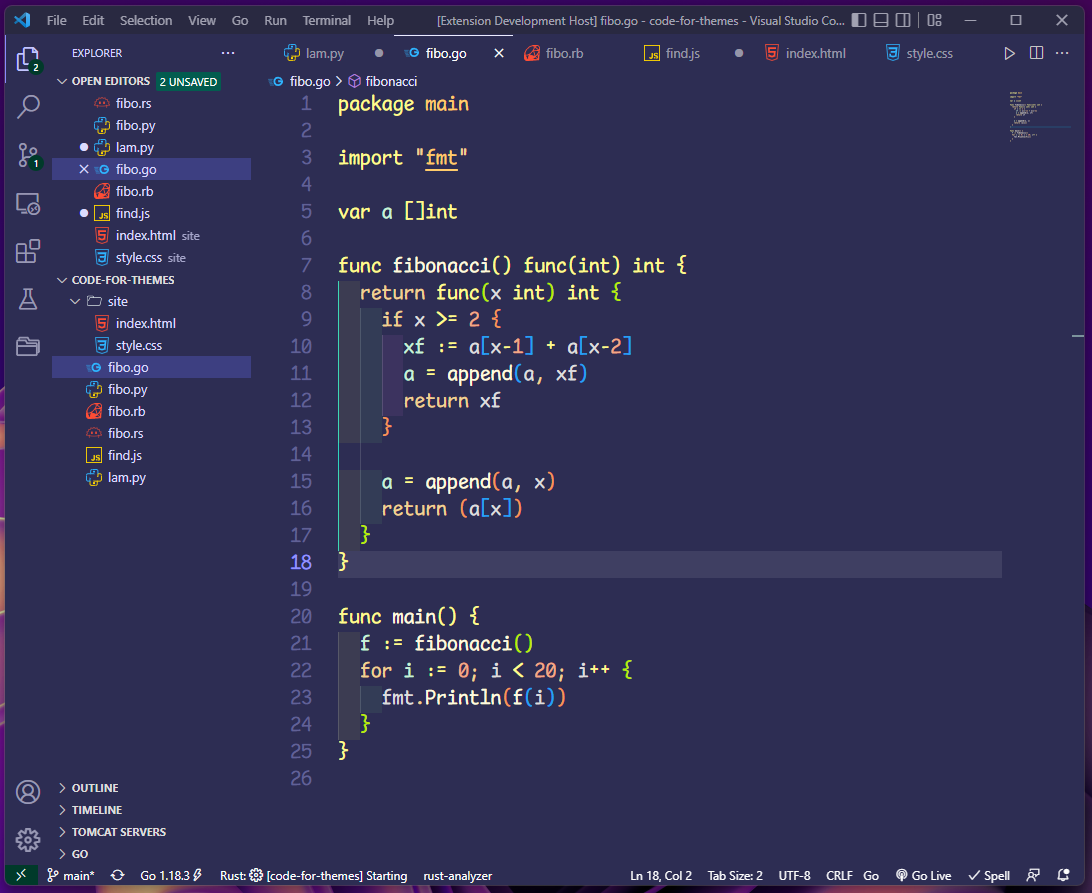 File Edit Selection View Go Run Terminal Help [Extension Development Host] fibo.go - code-for-themes - Visual Studio Co...
EXPLORER
OPEN EDITORS 2 UNSAVED
fibo.rs
fibo.py
lam.py
fibo.go
fibo.rb
find.js
index.html site
style.css site
CODE-FOR-THEMES
site
index.html
style.css
fibo.go
fibo.py
fibo.rb
fibo.rs
find.js
lam.py
OUTLINE
TIMELINE
TOMCAT SERVERS
GO
2
1
lam.py fibo.go fibo.rb find.js index.html style.css
fibo.go > fibonacci
1 package main
2
3 import "fmt"
4
5 var a []int
6
7 func fibonacci() func(int) int {
8 return func(x int) int {
9 if x >= 2 {
10 xf := a[x-1] + a[x-2]
11 a = append(a, xf)
12 return xf
13 }
14
15 a = append(a, x)
16 return (a[x])
17 }
18 }
19
20 func main() {
21 f := fibonacci()
22 for i := 0; i < 20; i++ {
23 fmt.Println(f(i))
24 }
25 }
26
main* Go 1.18.3 Rust: [code-for-themes] Starting rust-analyzer Ln 18, Col 2 Tab Size: 2 UTF-8 CRLF Go Go Live Spell